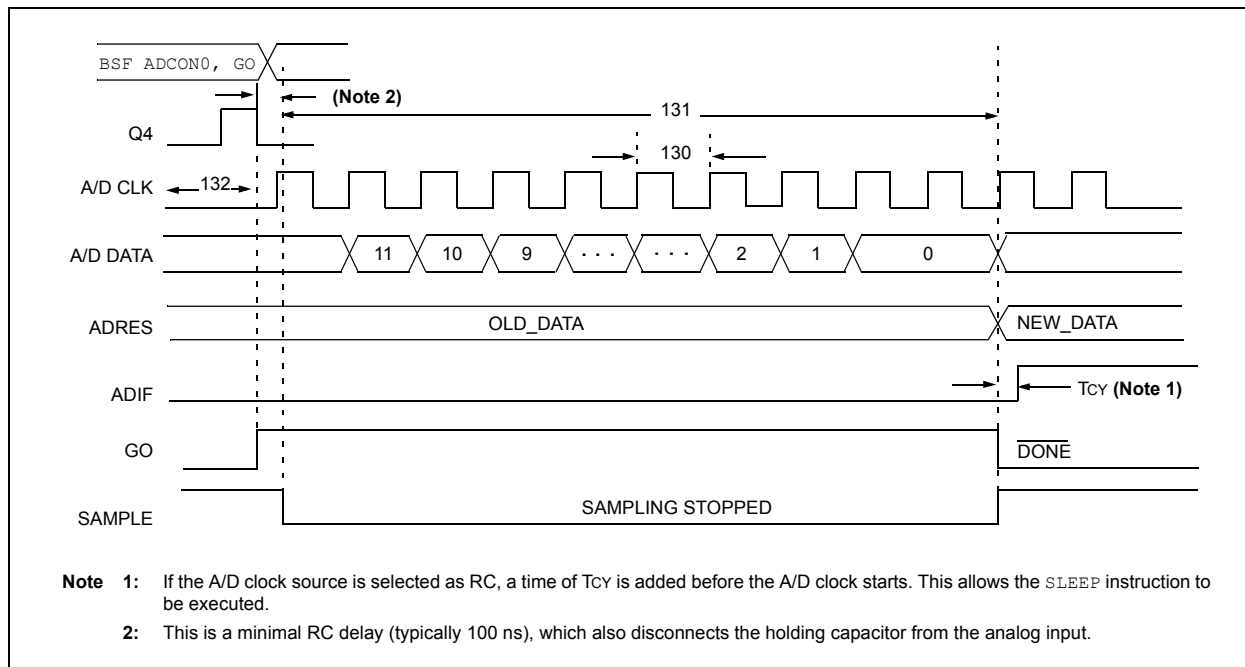 BSF ADCON0, GO
(Note 2)
131
Q4
130
A/D CLK
132
A/D DATA
11 10 9 . . . . . . 2 1 0
ADRES
OLD_DATA
NEW_DATA
ADIF
TCY (Note 1)
GO
DONE
SAMPLE
SAMPLING STOPPED
Note 1: If the A/D clock source is selected as RC, a time of TCY is added before the A/D clock starts. This allows the SLEEP instruction to
be executed.
2: This is a minimal RC delay (typically 100 ns), which also disconnects the holding capacitor from the analog input.